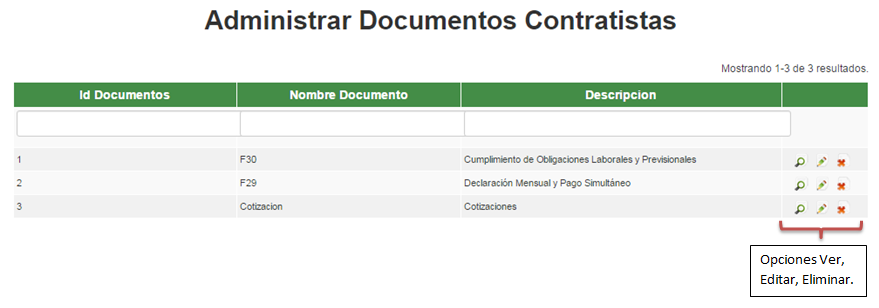 Administrar Documentos Contratistas
Mostrando 1-3 de 3 resultados.
Id Documentos Nombre Documento Descripcion
1 F30 Cumplimiento de Obligaciones Laborales y Previsionales
2 F29 Declaración Mensual y Pago Simultáneo
3 Cotizacion Cotizaciones
Opciones Ver,
Editar, Eliminar.